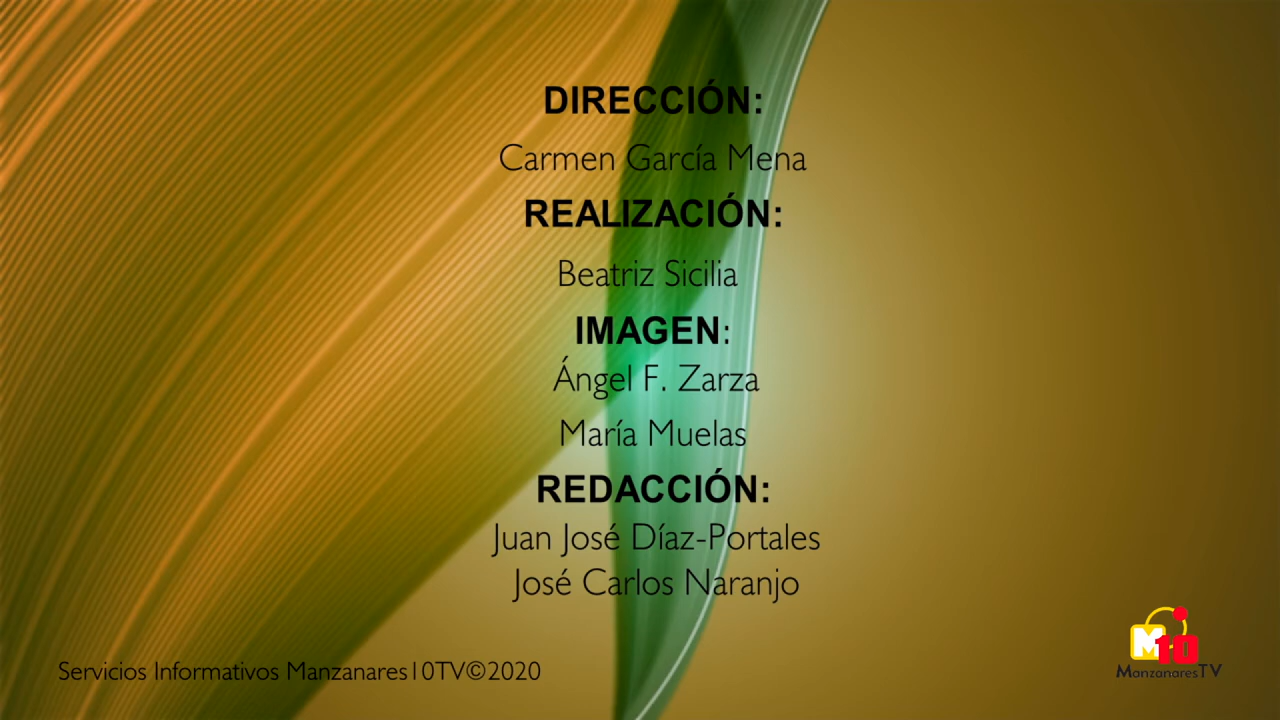 DIRECCIÓN:
Carmen García Mena
REALIZACIÓN:
Beatriz Sicilia
IMAGEN:
Ángel F. Zarza
María Muelas
REDACCIÓN:
Juan José Díaz-Portales
José Carlos Naranjo
Servicios Informativos Manzanares10TV©2020
M10
ManzanaresTV